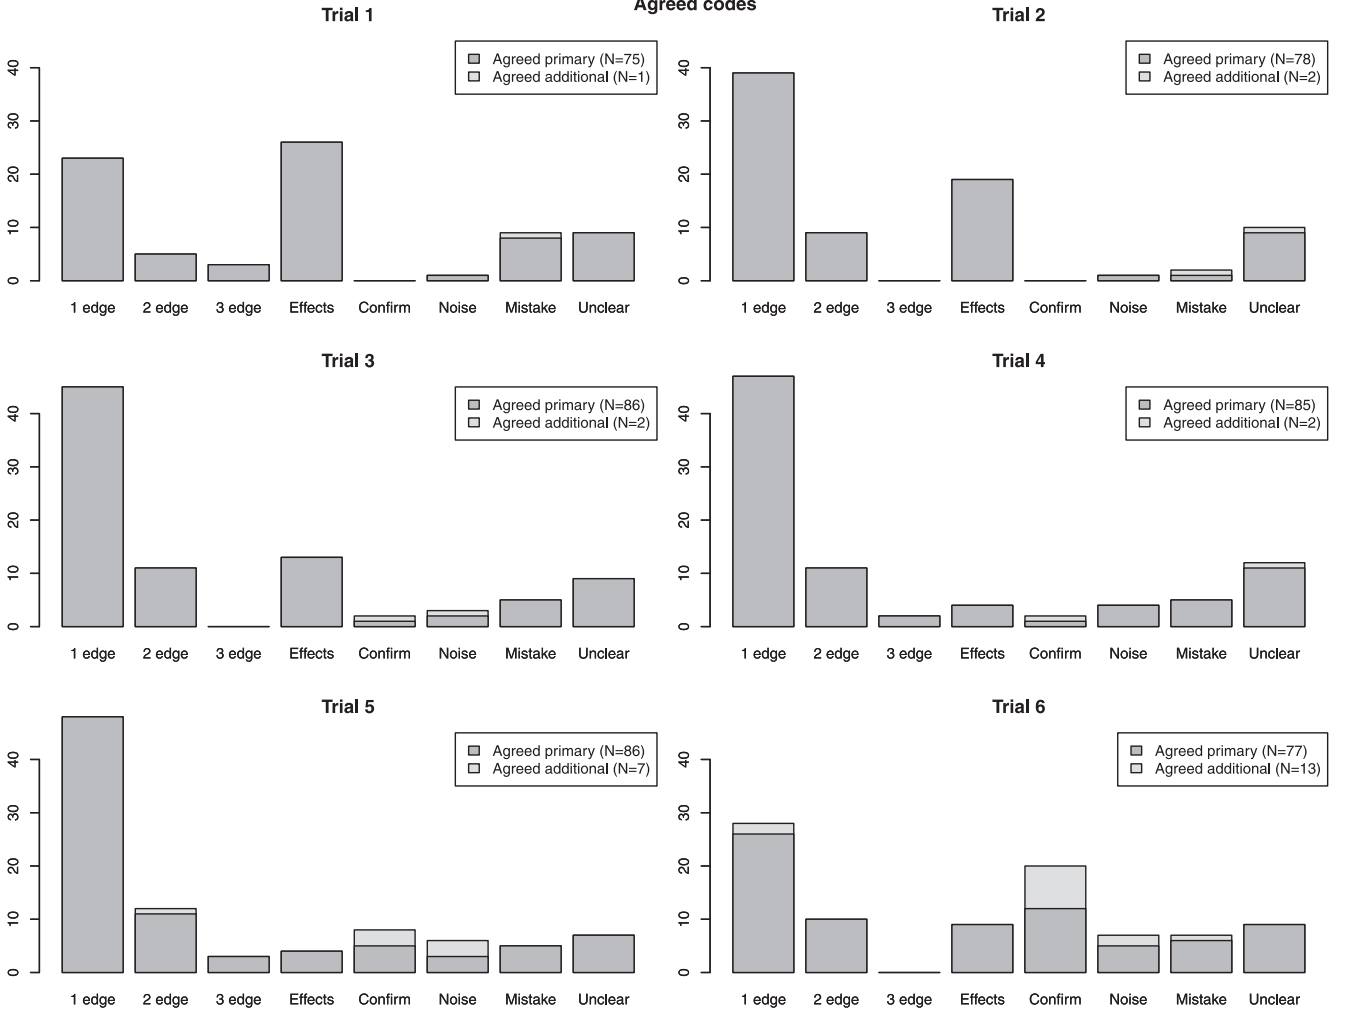 Agreed codes
Trial 1
Agreed primary (N=75)
Agreed additional (N=1)
40
30
20
10
0
1 edge 2 edge 3 edge Effects Confirm Noise Mistake Unclear
Trial 2
Agreed primary (N=78)
Agreed additional (N=2)
40
30
20
10
0
1 edge 2 edge 3 edge Effects Confirm Noise Mistake Unclear
Trial 3
Agreed primary (N=86)
Agreed additional (N=2)
40
30
20
10
0
1 edge 2 edge 3 edge Effects Confirm Noise Mistake Unclear
Trial 4
Agreed primary (N=85)
Agreed additional (N=2)
40
30
20
10
0
1 edge 2 edge 3 edge Effects Confirm Noise Mistake Unclear
Trial 5
Agreed primary (N=86)
Agreed additional (N=7)
40
30
20
10
0
1 edge 2 edge 3 edge Effects Confirm Noise Mistake Unclear
Trial 6
Agreed primary (N=77)
Agreed additional (N=13)
40
30
20
10
0
1 edge 2 edge 3 edge Effects Confirm Noise Mistake Unclear